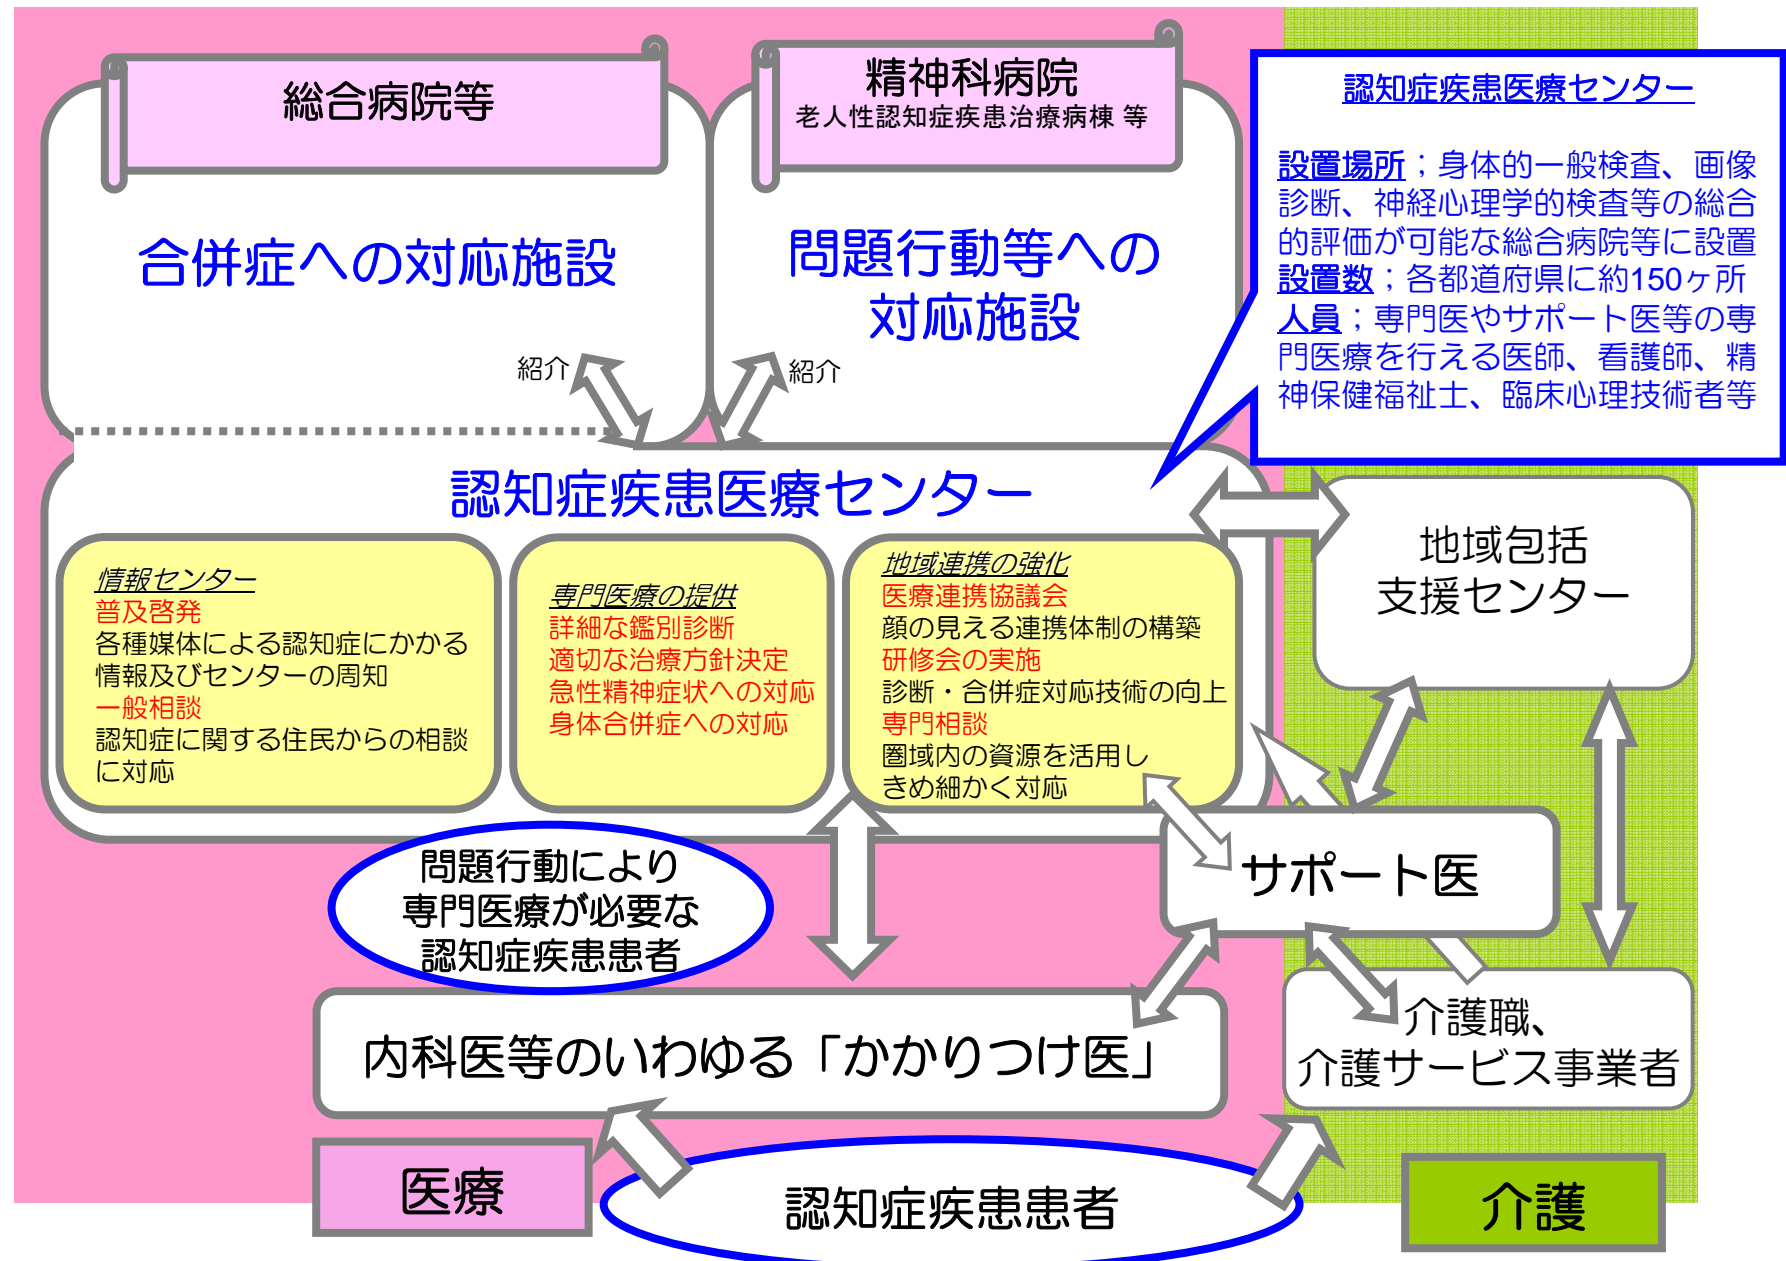 総合病院等
精神科病院
老人性認知症疾患治療病棟 等
合併症への対応施設
問題行動等への
対応施設
紹介
紹介
認知症疾患医療センター
設置場所；身体的一般検査、画像
診断、神経心理学的検査等の総合
的評価が可能な総合病院等に設置
設置数；各都道府県に約150ヶ所
人員；専門医やサポート医等の専
門医療を行える医師、看護師、精
神保健福祉士、臨床心理技術者等
認知症疾患医療センター
情報センター
普及啓発
各種媒体による認知症にかかる
情報及びセンターの周知
一般相談
認知症に関する住民からの相談
に対応
専門医療の提供
詳細な鑑別診断
適切な治療方針決定
急性精神症状への対応
身体合併症への対応
地域連携の強化
医療連携協議会
顔の見える連携体制の構築
研修会の実施
診断・合併症対応技術の向上
専門相談
圏域内の資源を活用し
きめ細かく対応
地域包括
支援センター
問題行動により
専門医療が必要な
認知症疾患患者
サポート医
内科医等のいわゆる「かかりつけ医」
介護職、
介護サービス事業者
医療
認知症疾患患者
介護